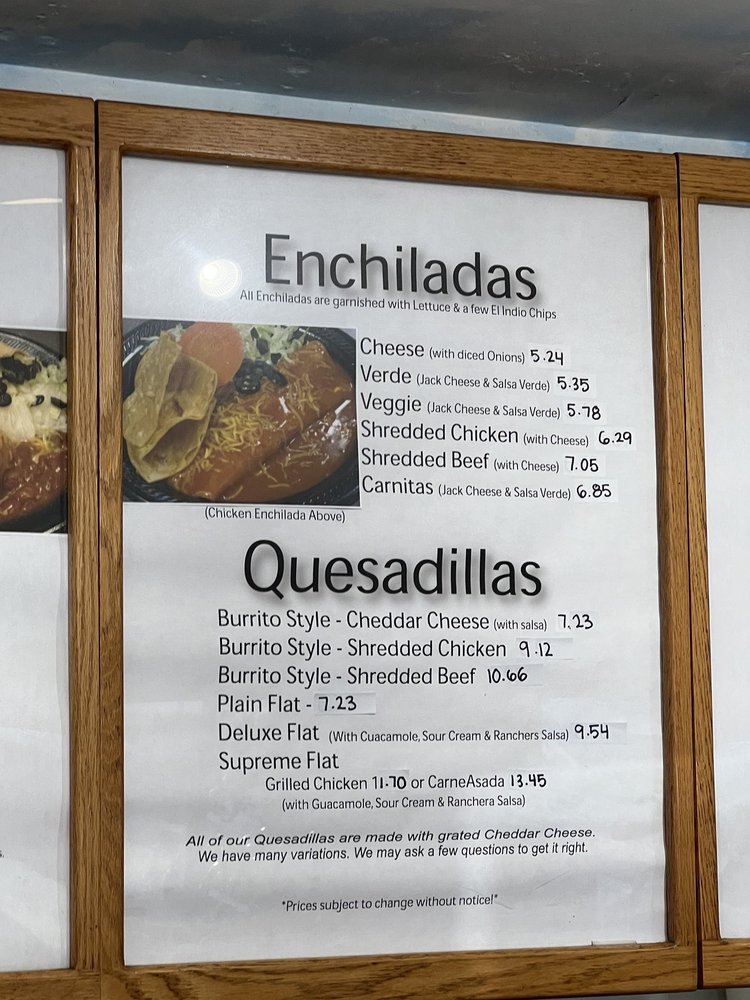 Enchiladas
All Enchiladas are garnished with Lettuce & a few El Indio Chips
Cheese (with diced Onions) 5.24
Verde (Jack Cheese & Salsa Verde) 5.35
Veggie (Jack Cheese & Salsa Verde) 5.78
Shredded Chicken (with Cheese) 6.29
Shredded Beef (with Cheese) 7.05
Carnitas (Jack Cheese & Salsa Verde) 6.85
(Chicken Enchilada Above)
Quesadillas
Burrito Style - Cheddar Cheese (with salsa) 7.23
Burrito Style - Shredded Chicken 9.12
Burrito Style - Shredded Beef 10.66
Plain Flat - 7.23
Deluxe Flat (With Cuacamole, Sour Cream & Ranchers Salsa) 9.54
Supreme Flat
Grilled Chicken 11.70 or CarneAsada 13.45
(with Guacamole, Sour Cream & Ranchera Salsa)
All of our Quesadillas are made with grated Cheddar Cheese.
We have many variations. We may ask a few questions to get it right.
"Prices subject to change without notice!"